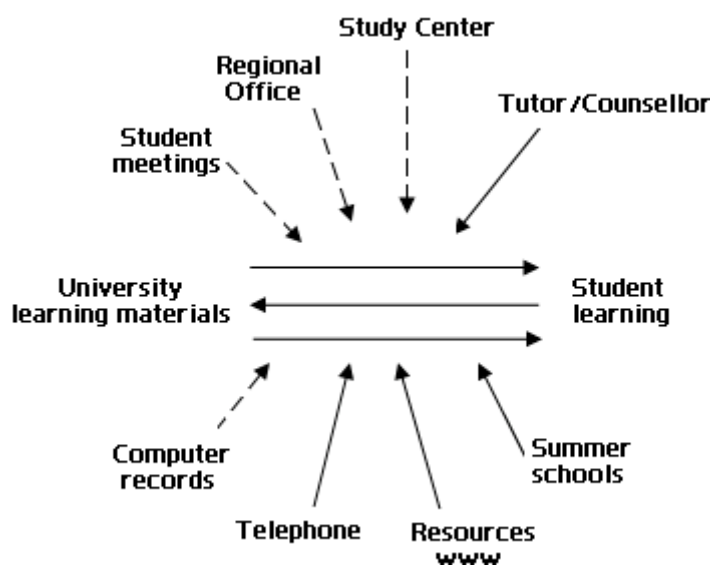 Study Center
Regional
Office
Tutor/Counsellor
Student
meetings
University
learning materials
Student
learning
Computer
records
Summer
schools
Telephone
Resources
www